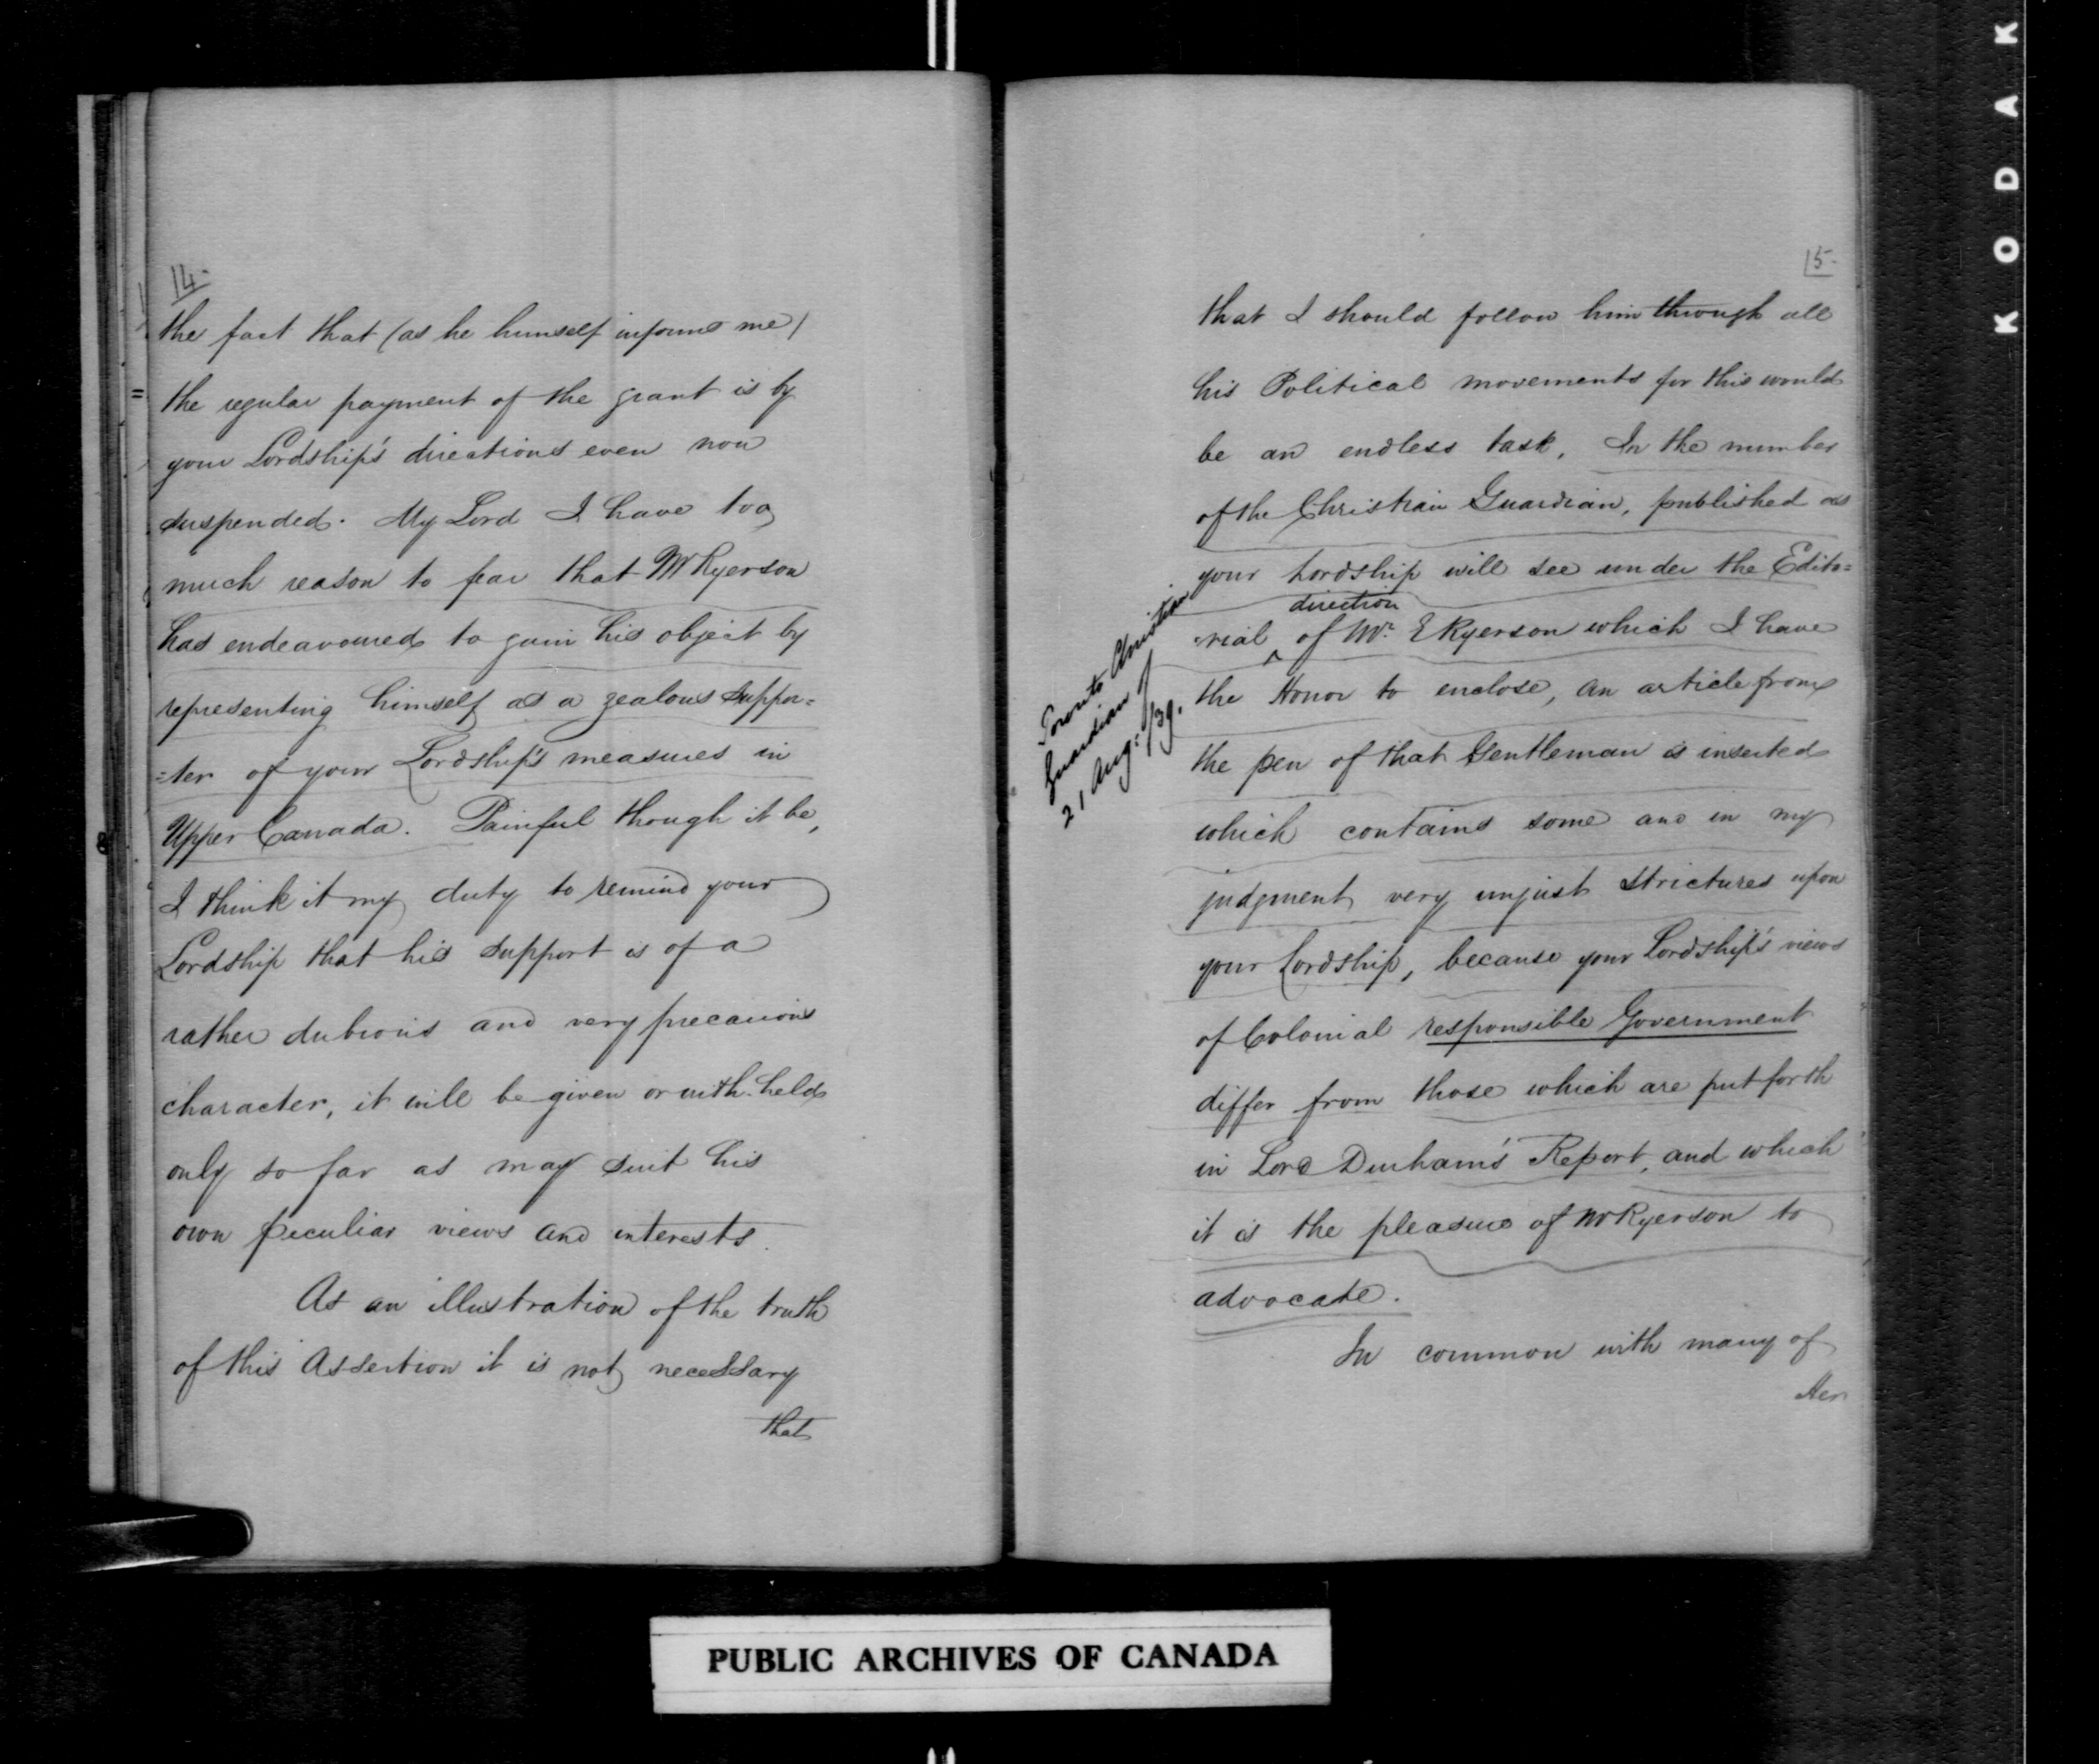 14.
the fact that (as he himself informs me)
the regular payment of the grant is by
your Lordship's directions even now
suspended. My Lord I have too
much reason to fear that Mr Ryerson
has endeavoured to gain his object by
representing himself as a zealous suppor=
=ter of your Lordship's measures in
Upper Canada. Painful though it be,
I think it my duty to remind your
Lordship that his support is of a
rather dubious and very precarious
character, it will be given or with-held
only so far as may suit his
own peculiar views and interests.
As an illustration of the truth
of this Assertion it is not necessary
that
15.
that I should follow him through all
his Political movements for this would
be an endless task. In the number
of the Christian Guardian, published as
your Lordship will see under the Edito=
direction
=rial ^ of Mr. E Ryerson which I have
the Honor to enclose, an article from
the pen of that Gentleman is inserted
which contains some and in my
judgment very unjust strictures upon
your Lordship, because your Lordship's views
of Colonial responsible Government
differ from those which are put forth
in Lord Durham's Report, and which
it is the pleasure of Mr Ryerson to
advocate.
In common with many of
Her
Toronto Christian
Guardian of
21 Aug: /39.
PUBLIC ARCHIVES OF CANADA
KODAK